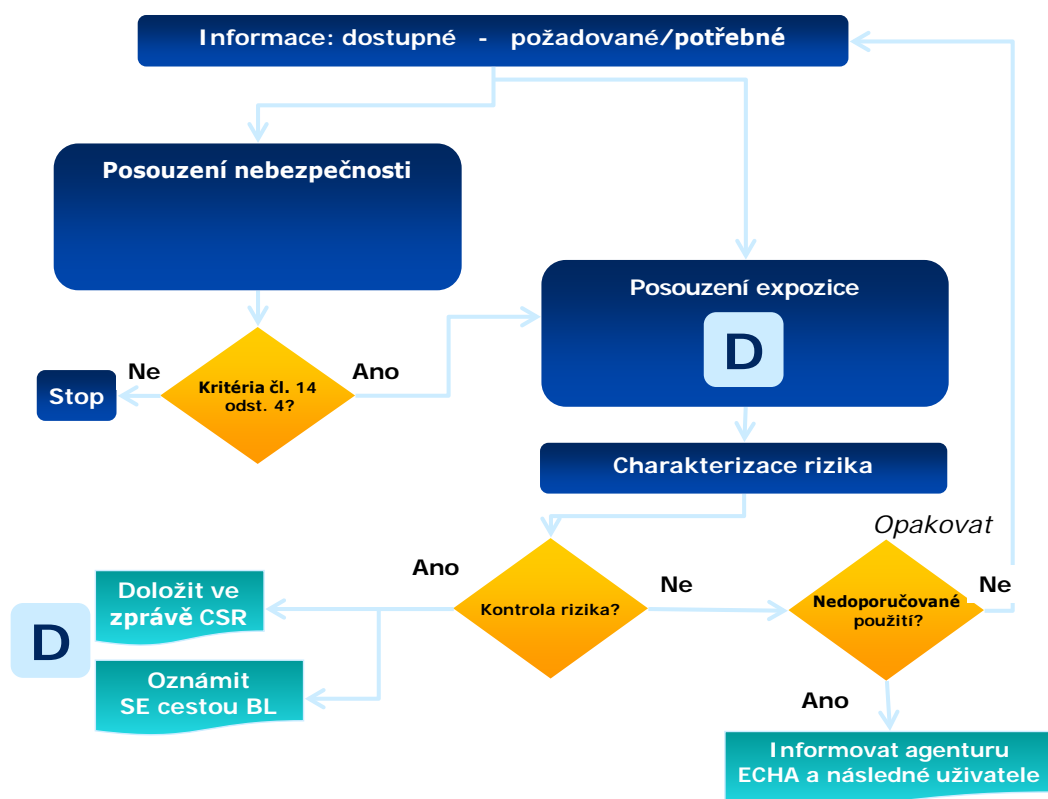 Informace: dostupné - požadované/potřebné
Posouzení nebezpečnosti
Posouzení expozice
D
Ne
Ano
Kritéria čl. 14
odst. 4?
Stop
Charakterizace rizika
Opakovat
Ano
Ne
Ne
Doložit ve
zprávě CSR
Kontrola rizika?
Nedoporučované
použití?
D
Oznámit
SE cestou BL
Ano
Informovat agenturu
ECHA a následné uživatele